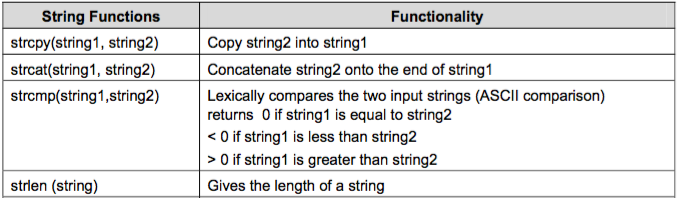 String Functions Functionality
strcpy(string1, string2) Copy string2 into string1
strcat(string1, string2) Concatenate string2 onto the end of string1
strcmp(string1,string2) Lexically compares the two input strings (ASCII comparison)
returns  0 if string1 is equal to string2
< 0 if string1 is less than string2
> 0 if string1 is greater than string2
strlen (string) Gives the length of a string